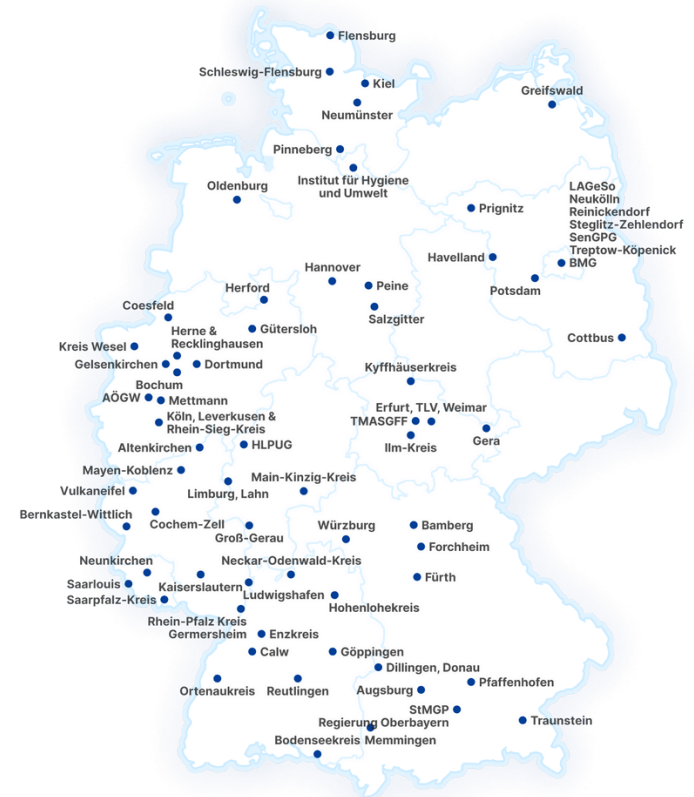 Flensburg
Schleswig-Flensburg
Kiel
Greifswald
Neumünster
Pinneberg
Institut für Hygiene
und Umwelt
Oldenburg
LAGeSo
Neukölln
Reinickendorf
Steglitz-Zehlendorf
SenGPG
Treptow-Köpenick
BMG
Prignitz
Havelland
Potsdam
Hannover
Peine
Herford
Salzgitter
Coesfeld
Gütersloh
Herne &
Recklinghausen
Cottbus
Kreis Wesel
Gelsenkirchen
Dortmund
Kyffhäuserkreis
Bochum
AÖGW
Mettmann
Erfurt, TLV, Weimar
Köln, Leverkusen &
Rhein-Sieg-Kreis
TMASGFF
Gera
Altenkirchen
HLPUG
Ilm-Kreis
Mayen-Koblenz
Main-Kinzig-Kreis
Vulkaneifel
Limburg, Lahn
Bernkastel-Wittlich
Cochem-Zell
Würzburg
Bamberg
Groß-Gerau
Forchheim
Neunkirchen
Neckar-Odenwald-Kreis
Fürth
Saarlouis
Kaiserslautern
Ludwigshafen
Saarpfalz-Kreis
Hohenlohekreis
Rhein-Pfalz Kreis
Germersheim
Enzkreis
Calw
Göppingen
Dillingen, Donau
Pfaffenhofen
Ortenaukreis
Reutlingen
Augsburg
StMGP
Regierung Oberbayern
Traunstein
Bodenseekreis
Memmingen